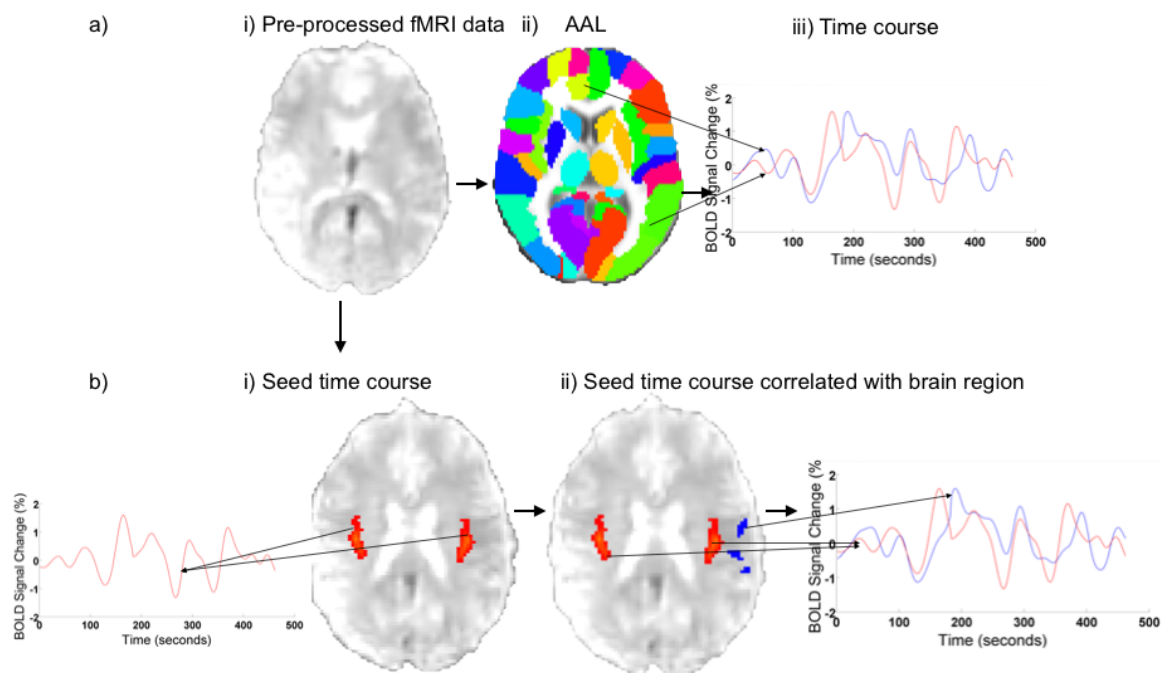 a) i) Pre-processed fMRI data ii) AAL iii) Time course
BOLD Signal Change (%
2
1
0
-1
-2
0 100 200 300 400 500
Time (seconds)
b) i) Seed time course ii) Seed time course correlated with brain region
BOLD Signal Change (%)
2
1
0
-1
-2
0 100 200 300 400 500
Time (seconds)
BOLD Signal Change (%
2
1
0
-1
-2
0 100 200 300 400 500
Time (seconds)